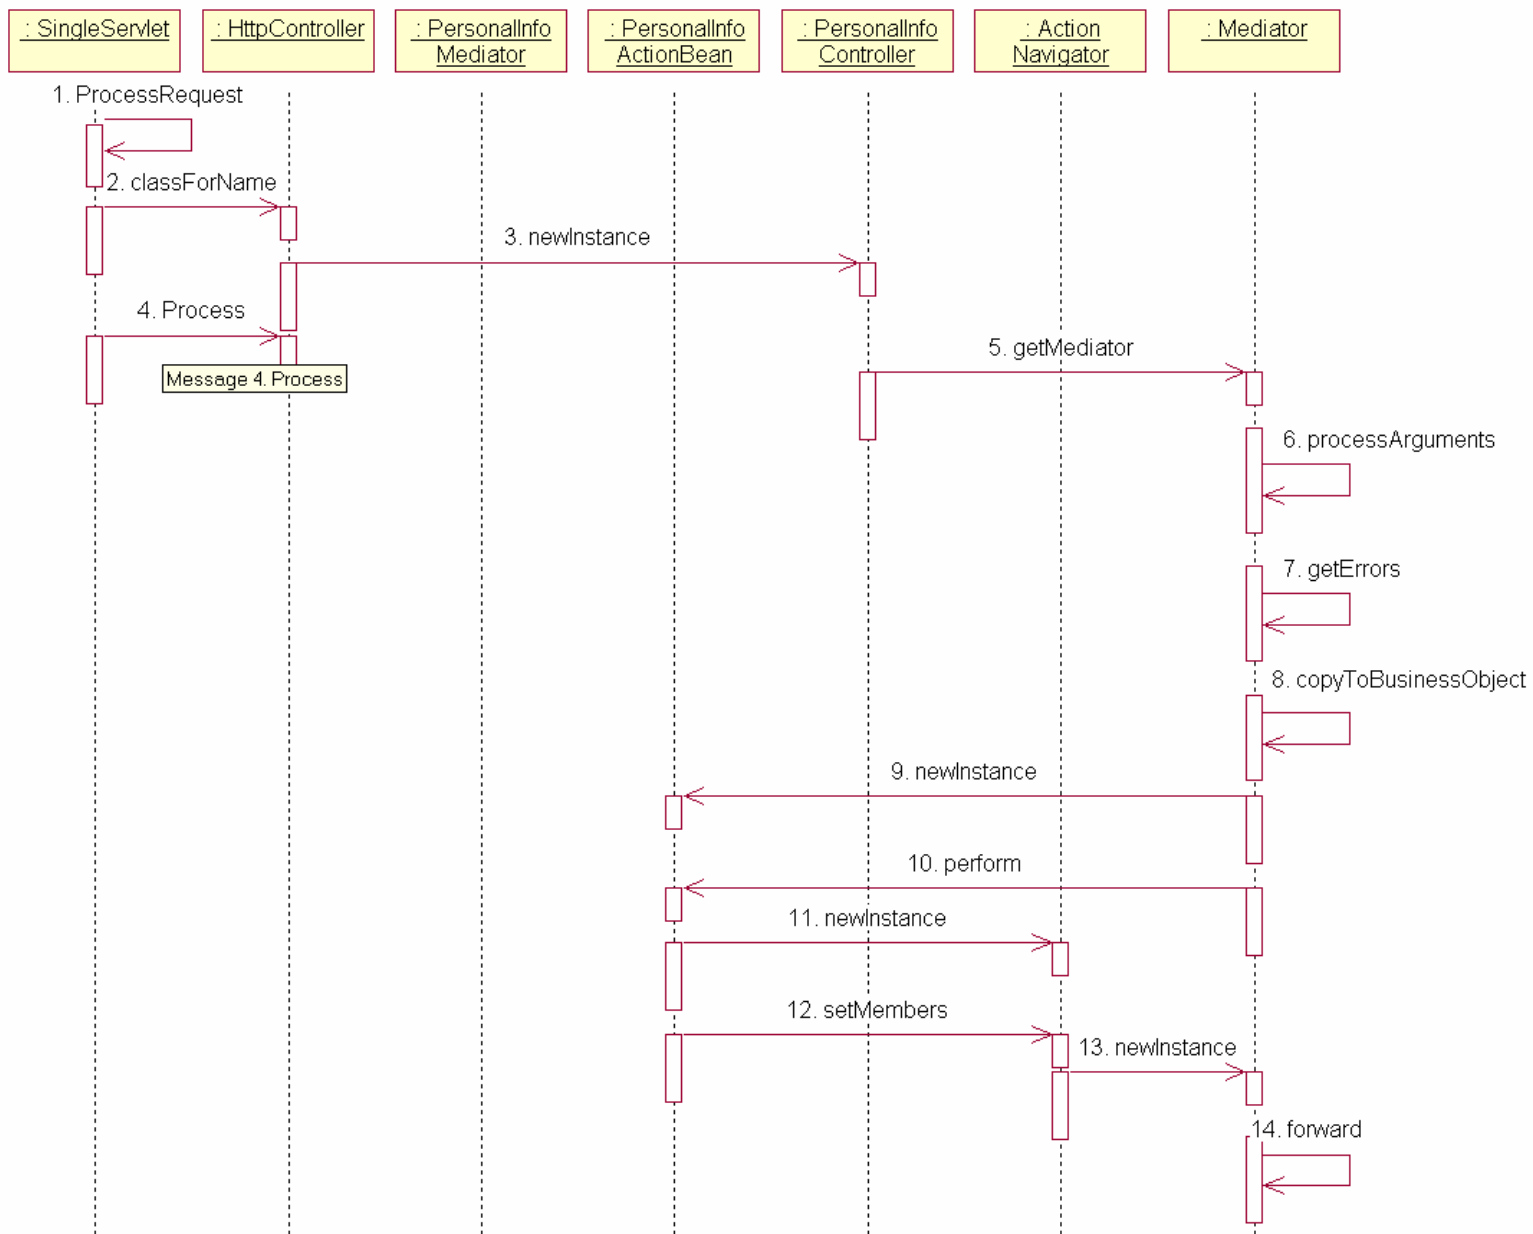 : SingleServlet
: HttpController
: PersonalInfo
Mediator
: PersonalInfo
ActionBean
: PersonalInfo
Controller
: Action
Navigator
: Mediator
1. ProcessRequest
2. classForName
3. newInstance
4. Process
Message 4. Process
5. getMediator
6. processArguments
7. getErrors
8. copyToBusinessObject
9. newInstance
10. perform
11. newInstance
12. setMembers
13. newInstance
14. forward